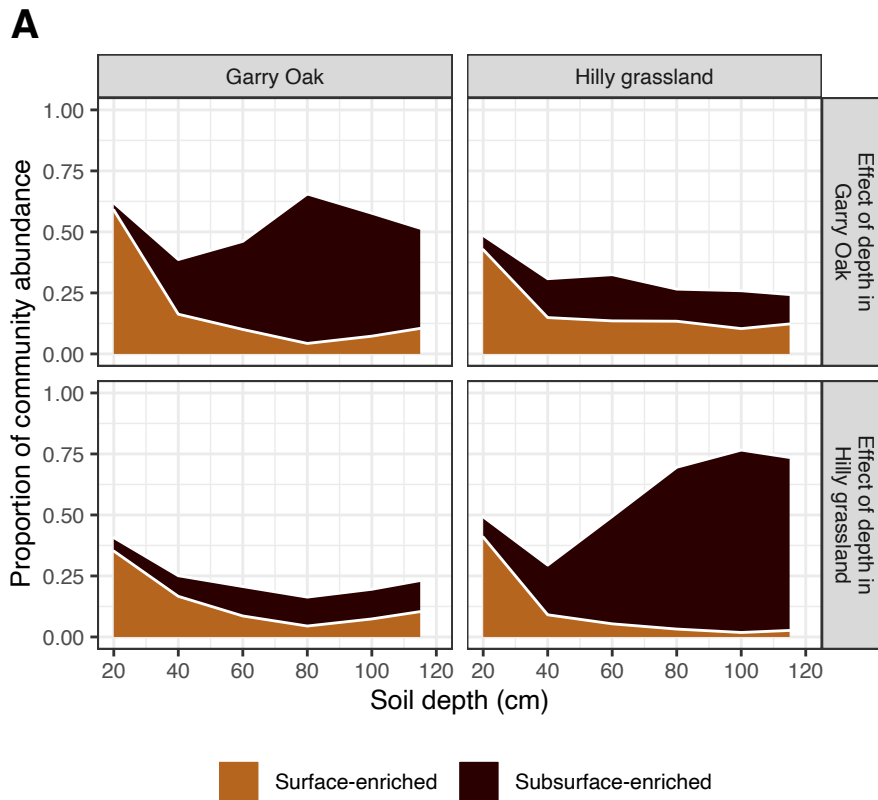 A
Garry Oak
Hilly grassland
Proportion of community abundance
1.00
0.75
0.50
0.25
0.00
Effect of depth in
Garry Oak
1.00
0.75
0.50
0.25
0.00
Effect of depth in
Hilly grassland
20 40 60 80 100 120
20 40 60 80 100 120
Soil depth (cm)
Surface-enriched
Subsurface-enriched